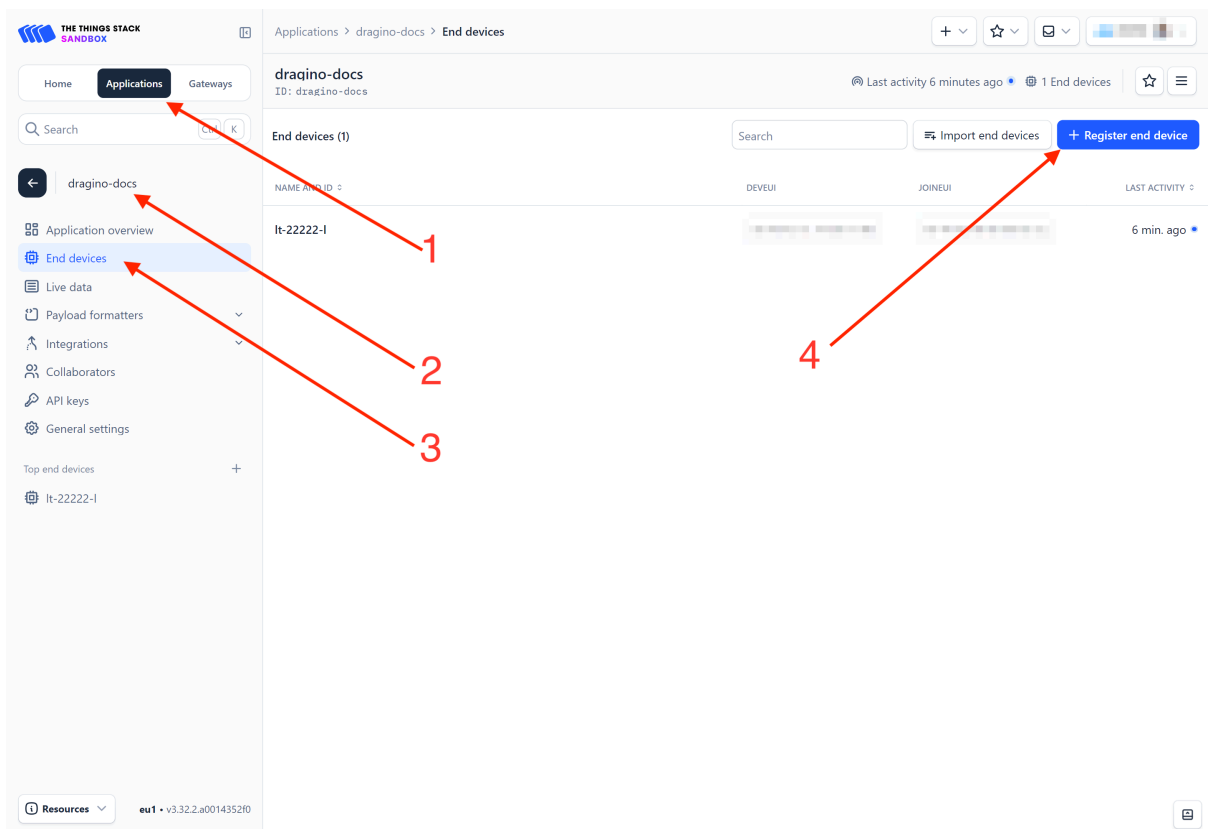 THE THINGS STACK
SANDBOX
Home
Applications
Gateways
Search
Ctrl K
dragino-docs
Application overview
End devices
Live data
Payload formatters
Integrations
Collaborators
API keys
General settings
Top end devices
lt-22222-l
Resources
eu1 • v3.32.2.a0014352f0
Applications > dragino-docs > End devices
dragino-docs
ID: dragino-docs
Last activity 6 minutes ago • 1 End devices
End devices (1)
Search
Import end devices
+ Register end device
NAME AND ID
DEVEUI
JOINEUI
LAST ACTIVITY
lt-22222-l
6 min. ago
1
2
3
4